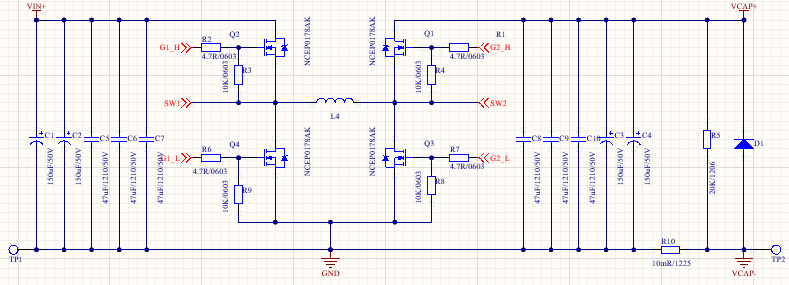 VIN+
VCAP+
Q2
NCEP0178AK
NCEP0178AK
Q1
R1
G1_H
R2
4.7R/0603
R3
10K/0603
10K/0603
R4
4.7R/0603
G2_H
SW1
L4
SW2
C1
150uF/50V
C2
150uF/50V
C5
47uF/1210/50V
C6
47uF/1210/50V
C7
47uF/1210/50V
G1_L
R6
4.7R/0603
Q4
NCEP0178AK
NCEP0178AK
Q3
R7
4.7R/0603
G2_L
R9
10K/0603
10K/0603
R8
C8
47uF/1210/50V
C9
47uF/1210/50V
C10
47uF/1210/50V
C3
150uF/50V
C4
150uF/50V
R5
20K/1206
D1
TP1
GND
R10
10mR/1225
VCAP-
TP2